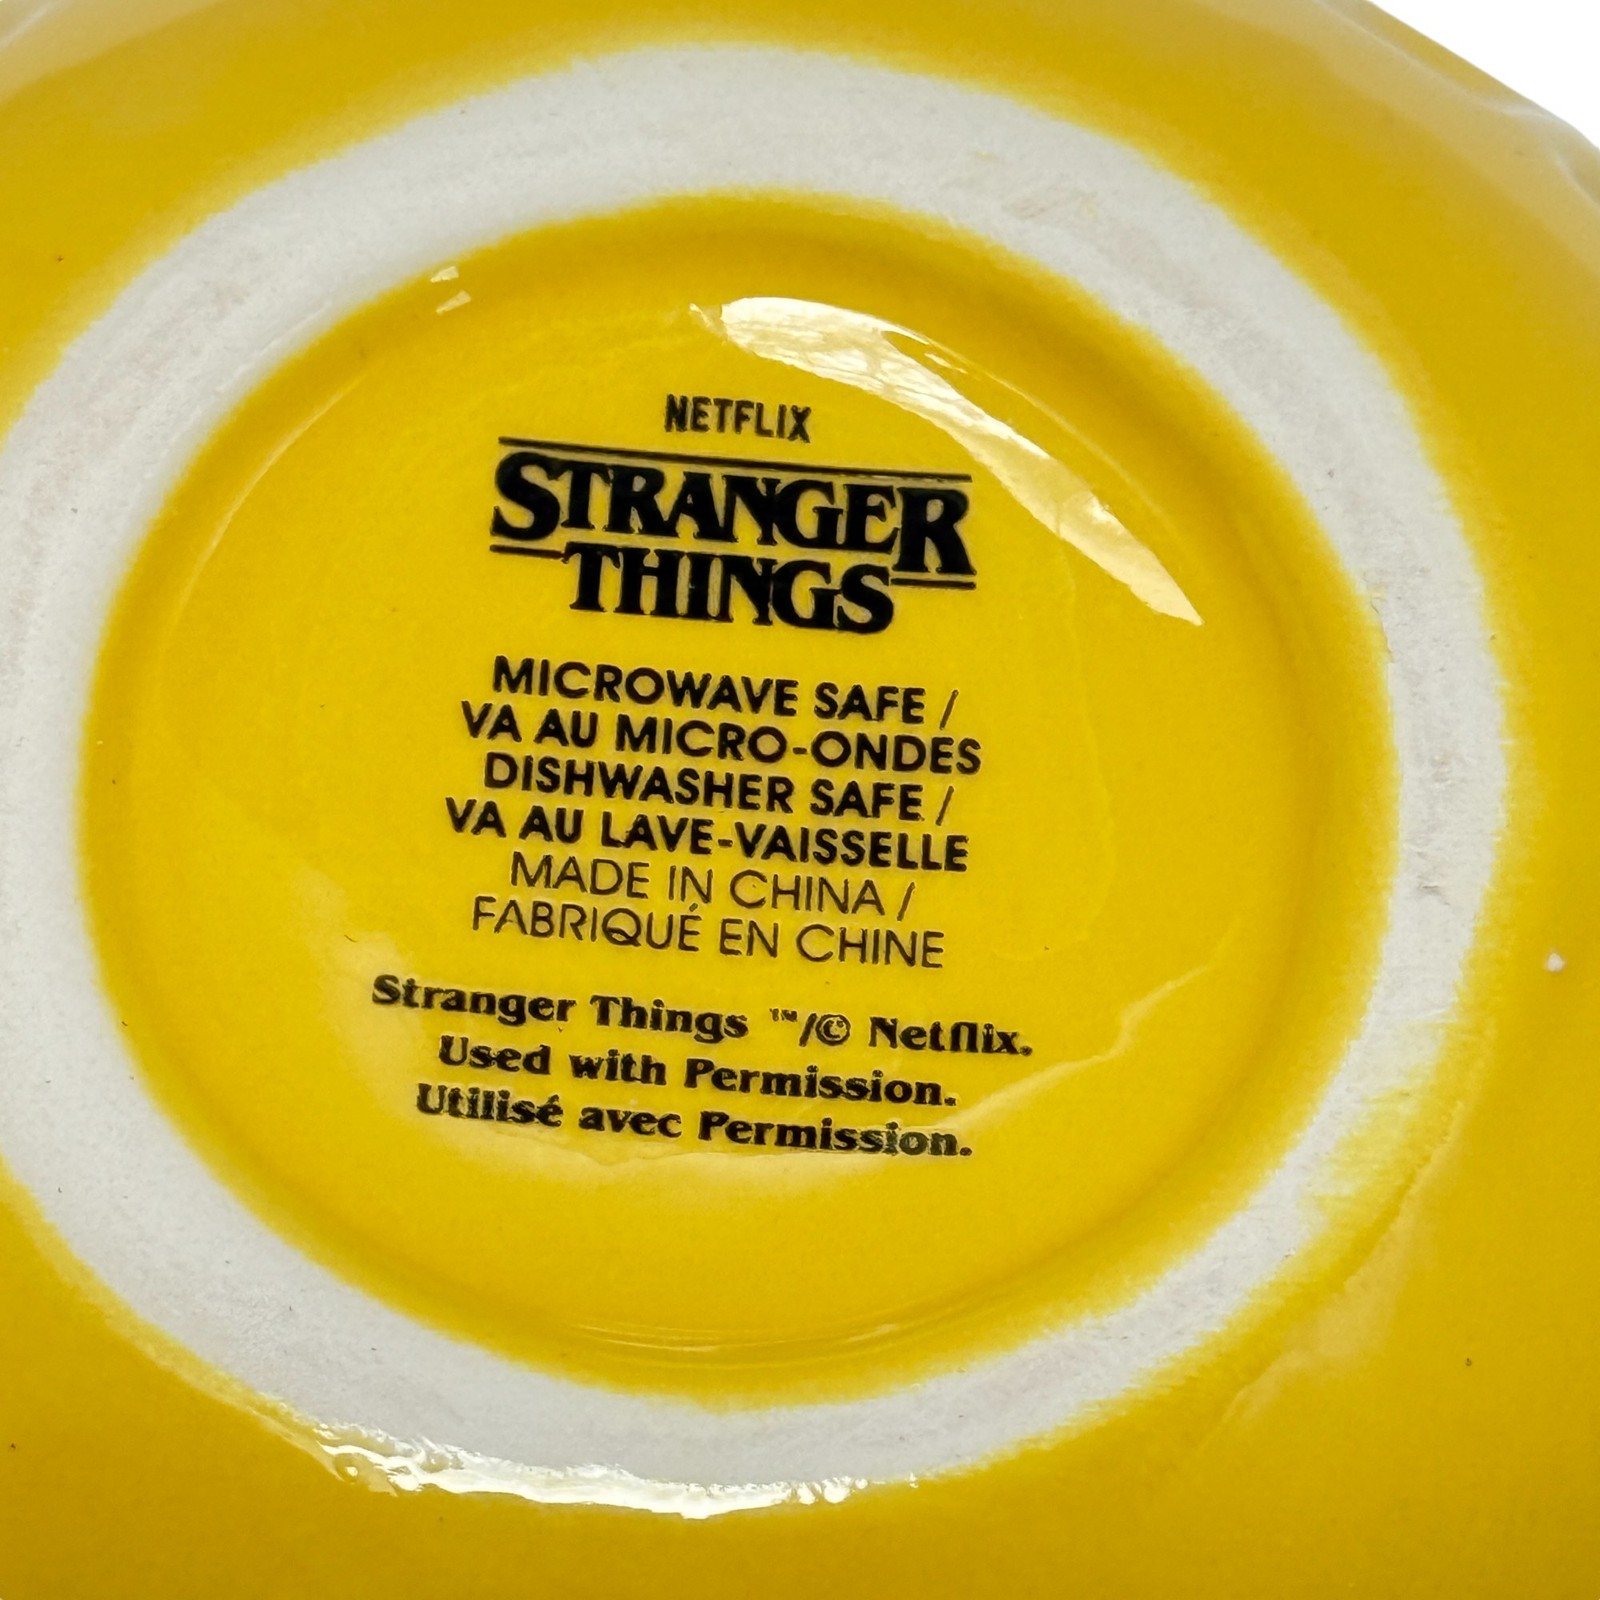 NETFLIX
STRANGER
THINGS
MICROWAVE SAFE /
VA AU MICRO-ONDES
DISHWASHER SAFE /
VA AU LAVE-VAISSELLE
MADE IN CHINA /
FABRIQUÉ EN CHINE
Stranger Things ™/© Netflix.
Used with Permission.
Utilisé avec Permission.